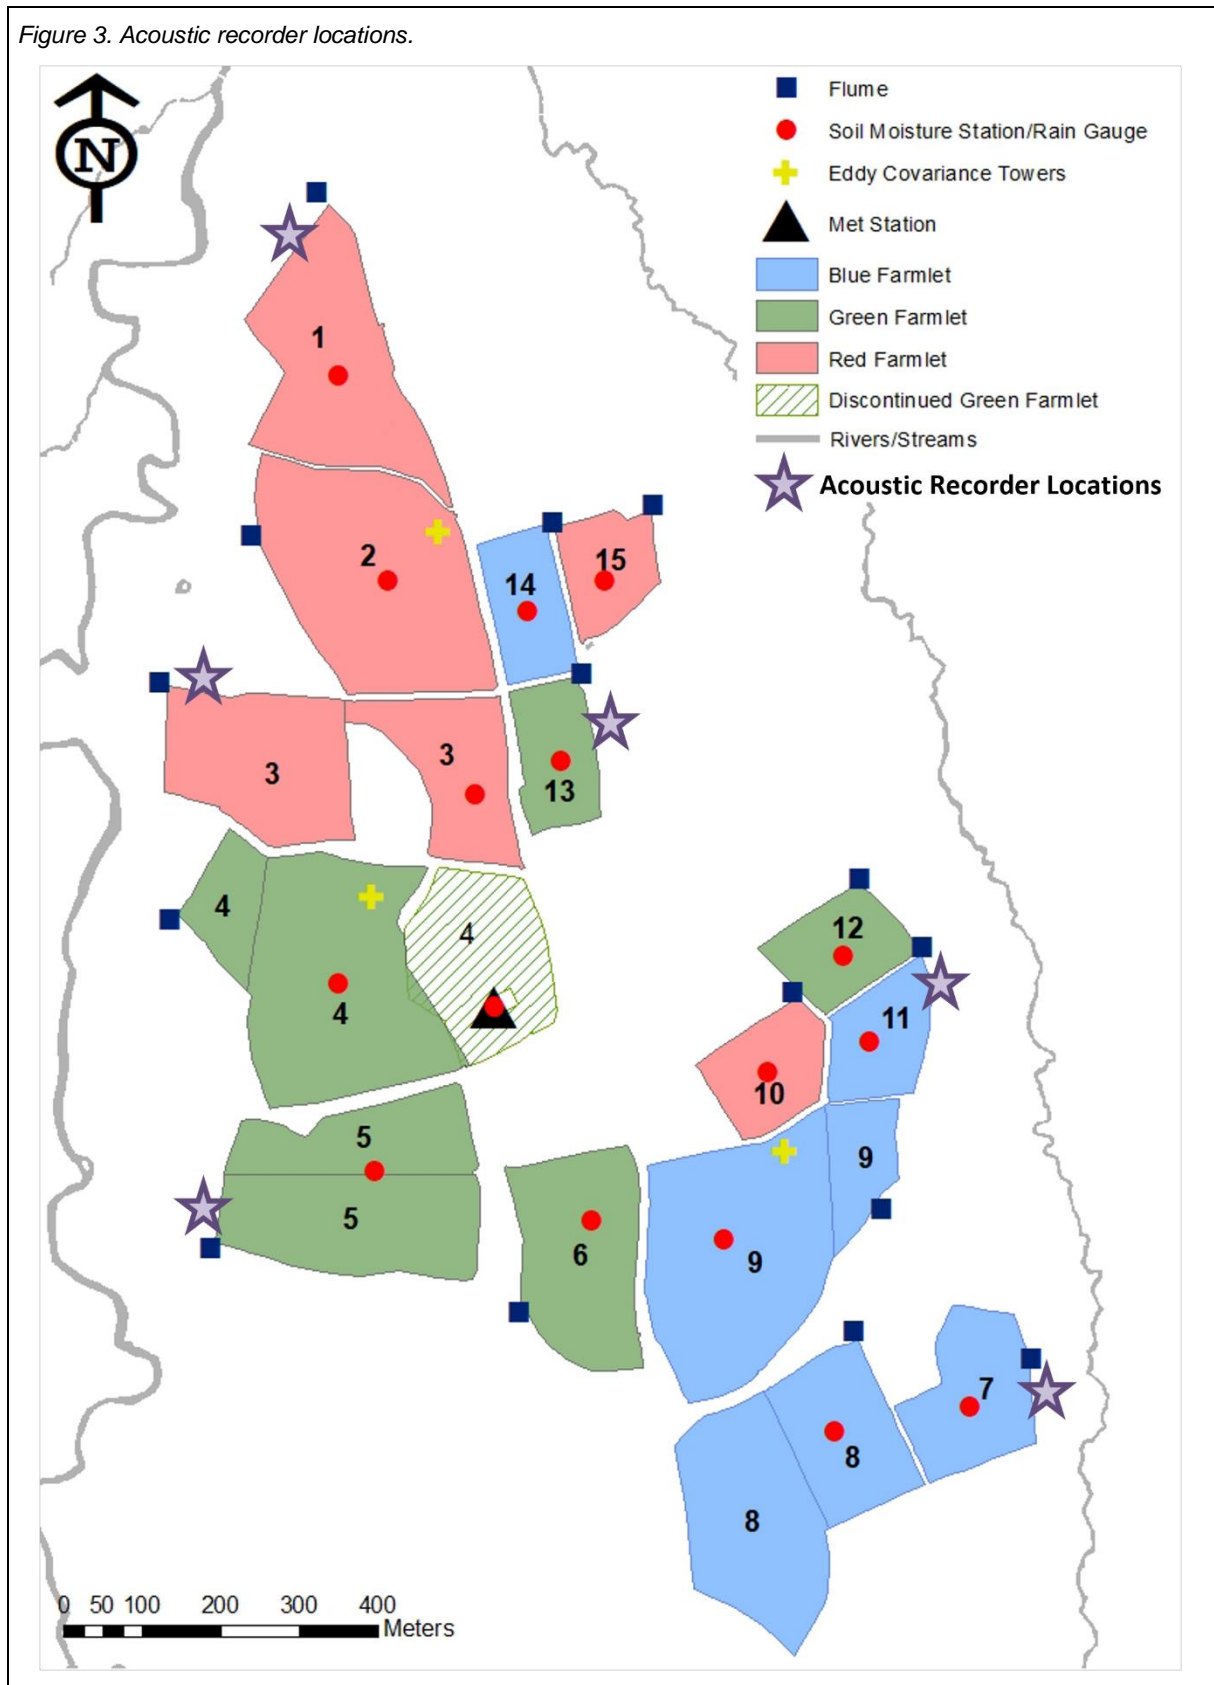 Figure 3. Acoustic recorder locations.
N
Flume
Soil Moisture Station/Rain Gauge
Eddy Covariance Towers
Met Station
Blue Farmlet
Green Farmlet
Red Farmlet
Discontinued Green Farmlet
Rivers/Streams
Acoustic Recorder Locations
1
2
15
14
3
3
13
4
4
4
12
11
10
5
9
5
6
9
7
8
8
0 50 100 200 300 400
Meters